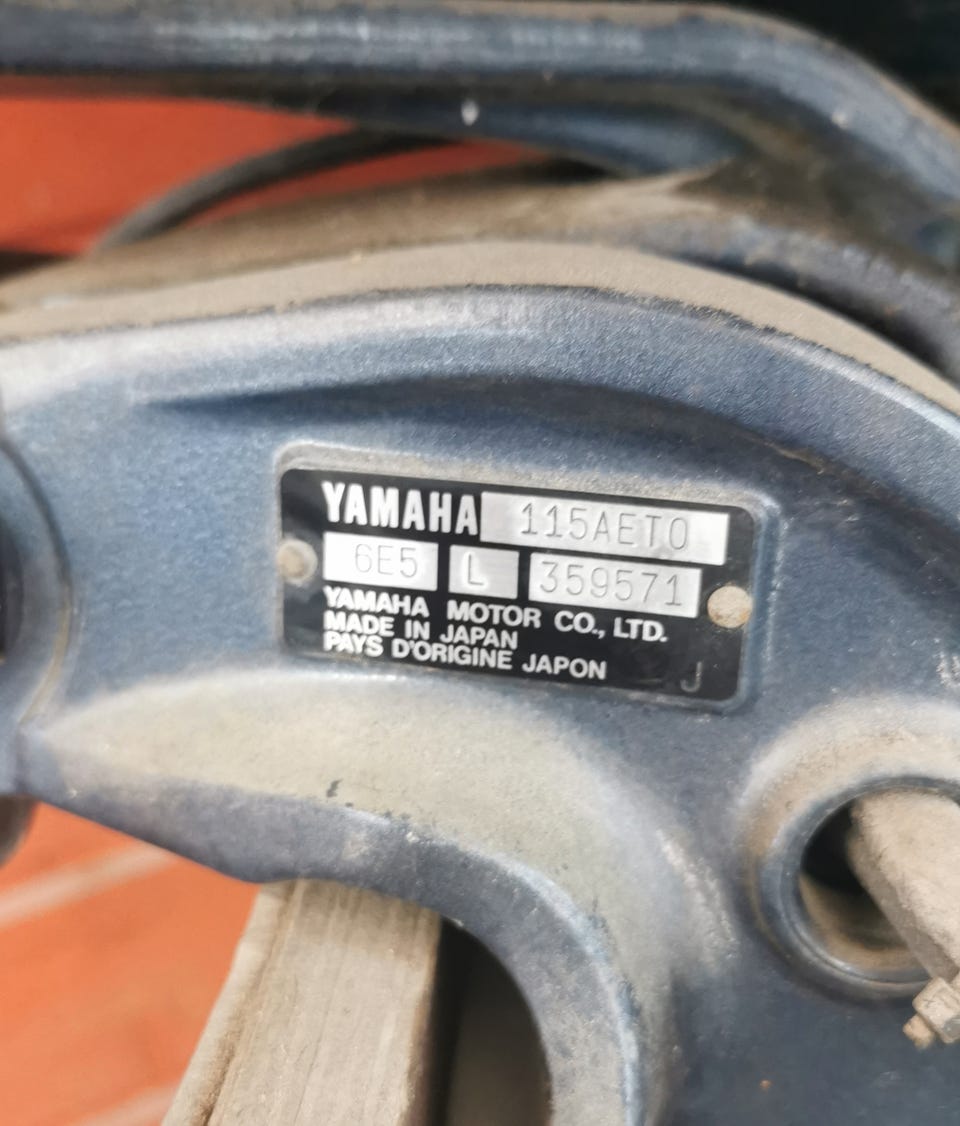 YAMAHA 115AETO
6E5 L 359571
YAMAHA MOTOR CO., LTD.
MADE IN JAPAN
PAYS D'ORIGINE JAPON J